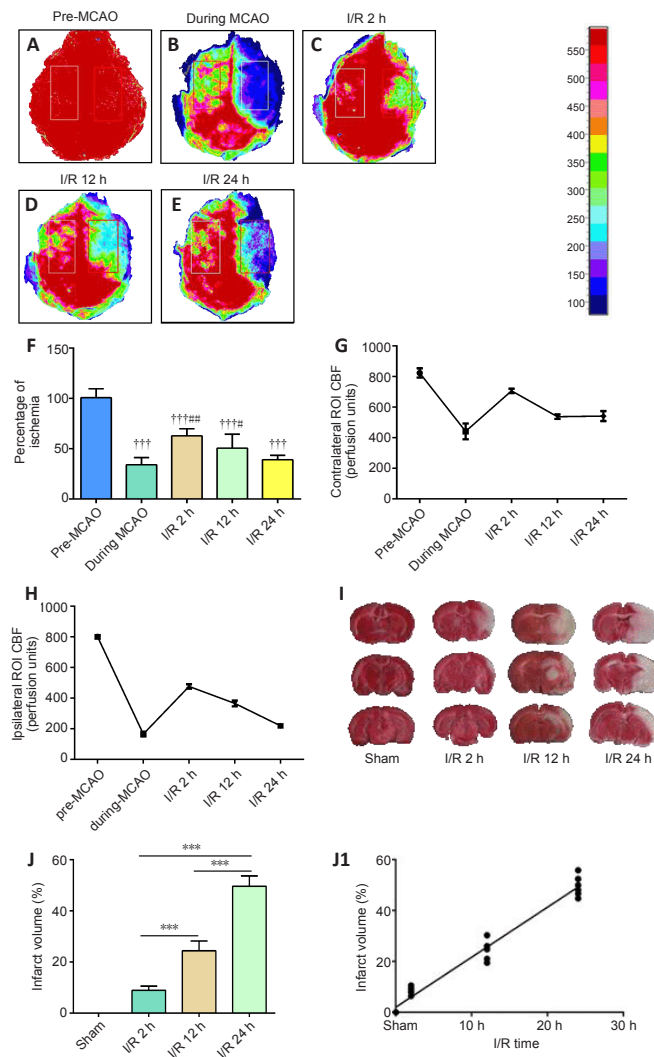 Pre-MCAO
During MCAO
I/R 2 h
A
B
C
550
500
450
400
350
300
250
200
150
100
I/R 12 h
I/R 24 h
D
E
F
Percentage of
ischemia
150
100
50
0
†††
†††##
†††#
†††
Pre-MCAO
During MCAO
I/R 2 h
I/R 12 h
I/R 24 h
G
Contralateral ROI CBF
(perfusion units)
1000
800
600
400
200
0
Pre-MCAO
During MCAO
I/R 2 h
I/R 12 h
I/R 24 h
H
Ipsilateral ROI CBF
(perfusion units)
1000
800
600
400
200
0
pre-MCAO
during-MCAO
I/R 2 h
I/R 12 h
I/R 24 h
I
Sham
I/R 2 h
I/R 12 h
I/R 24 h
J
Infarct volume (%)
60
40
20
0
***
***
***
Sham
I/R 2 h
I/R 12 h
I/R 24 h
J1
Infarct volume (%)
60
40
20
0
Sham
10 h
20 h
30 h
I/R time